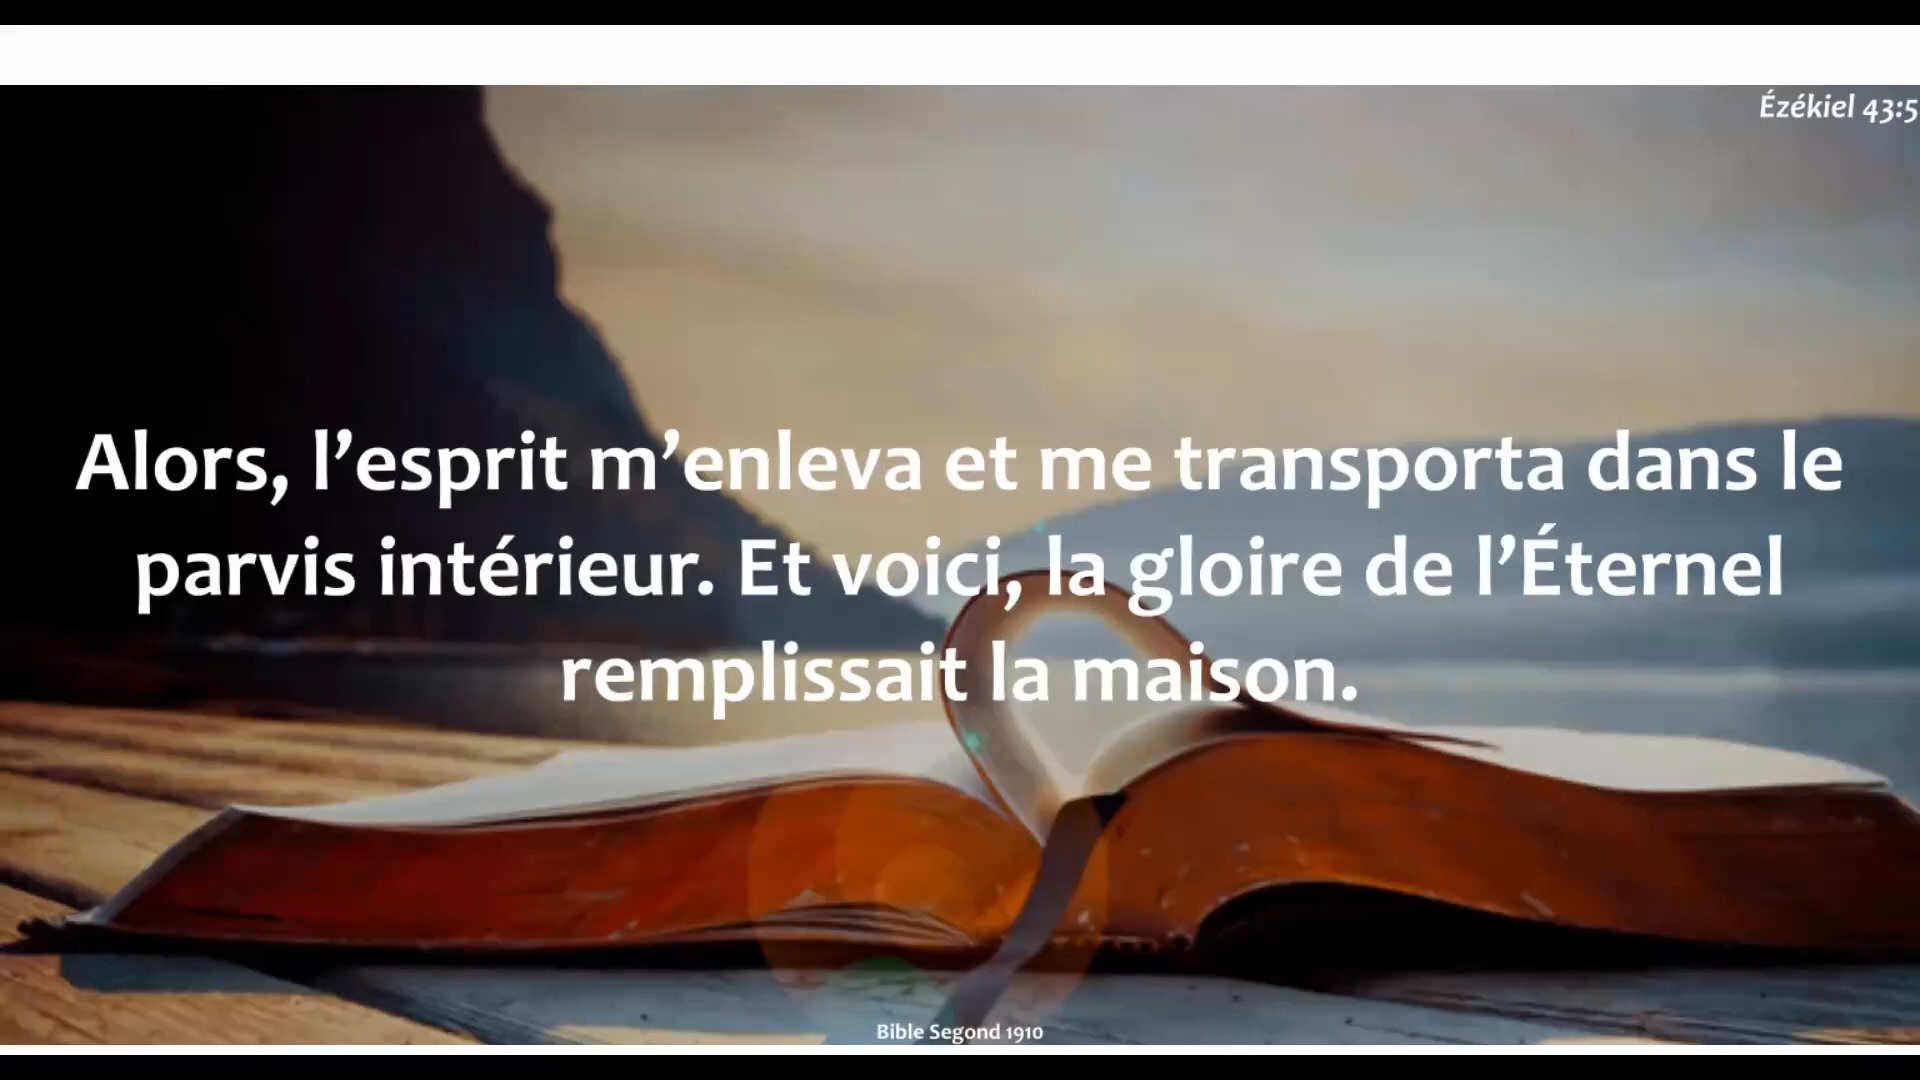 Ézékiel 43:5
Alors, l’esprit m’enleva et me transporta dans le
parvis intérieur. Et voici, la gloire de l’Éternel
remplissait la maison.
Bible Segond 1910